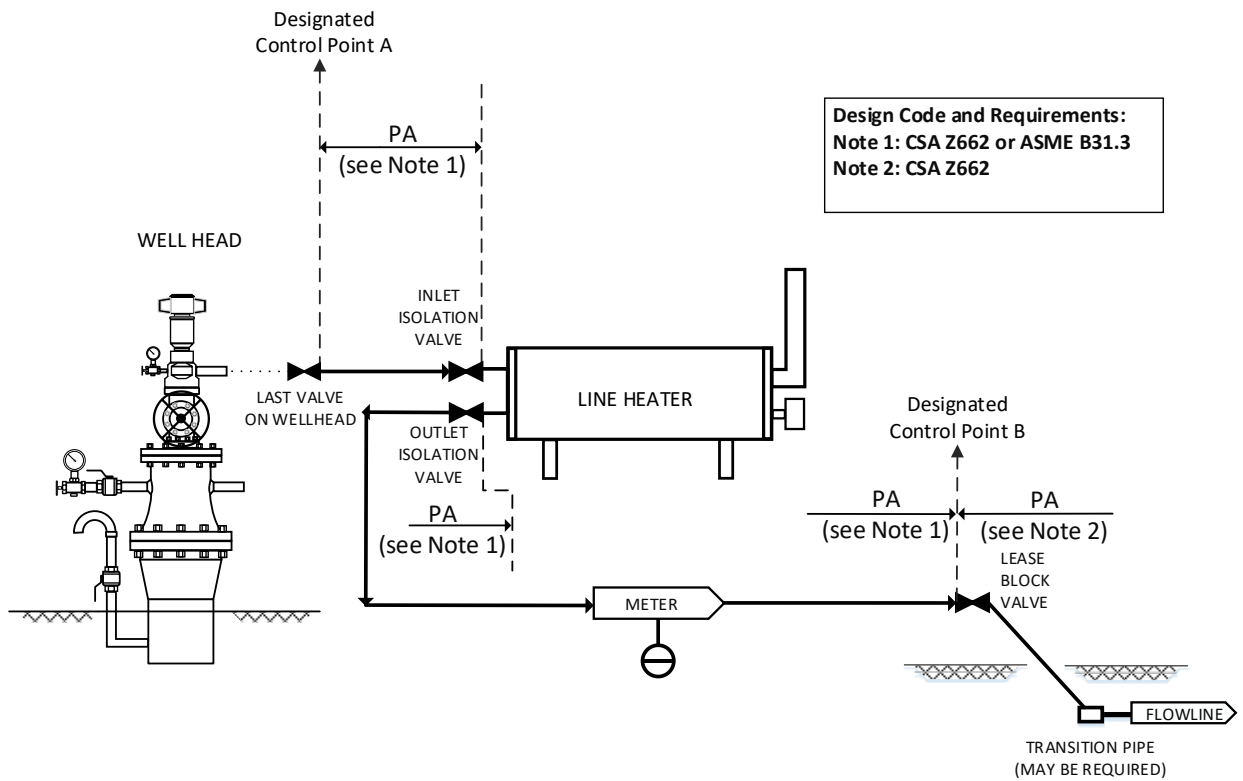 Designated
Control Point A
PA
(see Note 1)
Design Code and Requirements:
Note 1: CSA Z662 or ASME B31.3
Note 2: CSA Z662
WELL HEAD
INLET
ISOLATION
VALVE
LAST VALVE
ON WELLHEAD
LINE HEATER
OUTLET
ISOLATION
VALVE
Designated
Control Point B
PA
(see Note 1)
PA
(see Note 1)
PA
(see Note 2)
LEASE
BLOCK
VALVE
METER
FLOWLINE
TRANSITION PIPE
(MAY BE REQUIRED)